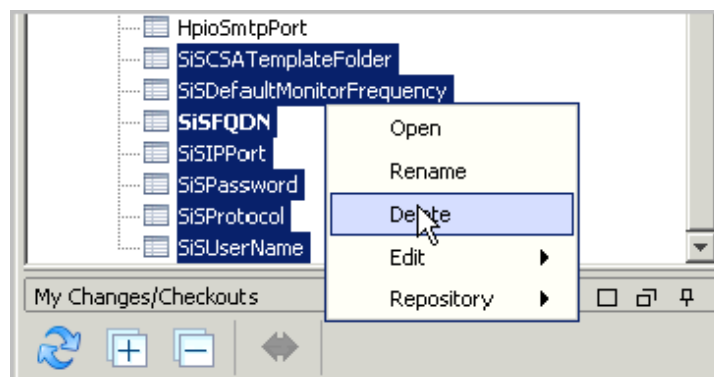 HpioSmtpPort
SiSCSATemplateFolder
SiSDefaultMonitorFrequency
SiSFQDN
SiSIPPort
SiSPassword
SiSProtocol
SiSUserName
Open
Rename
Delete
Edit
Repository
My Changes/Checkouts